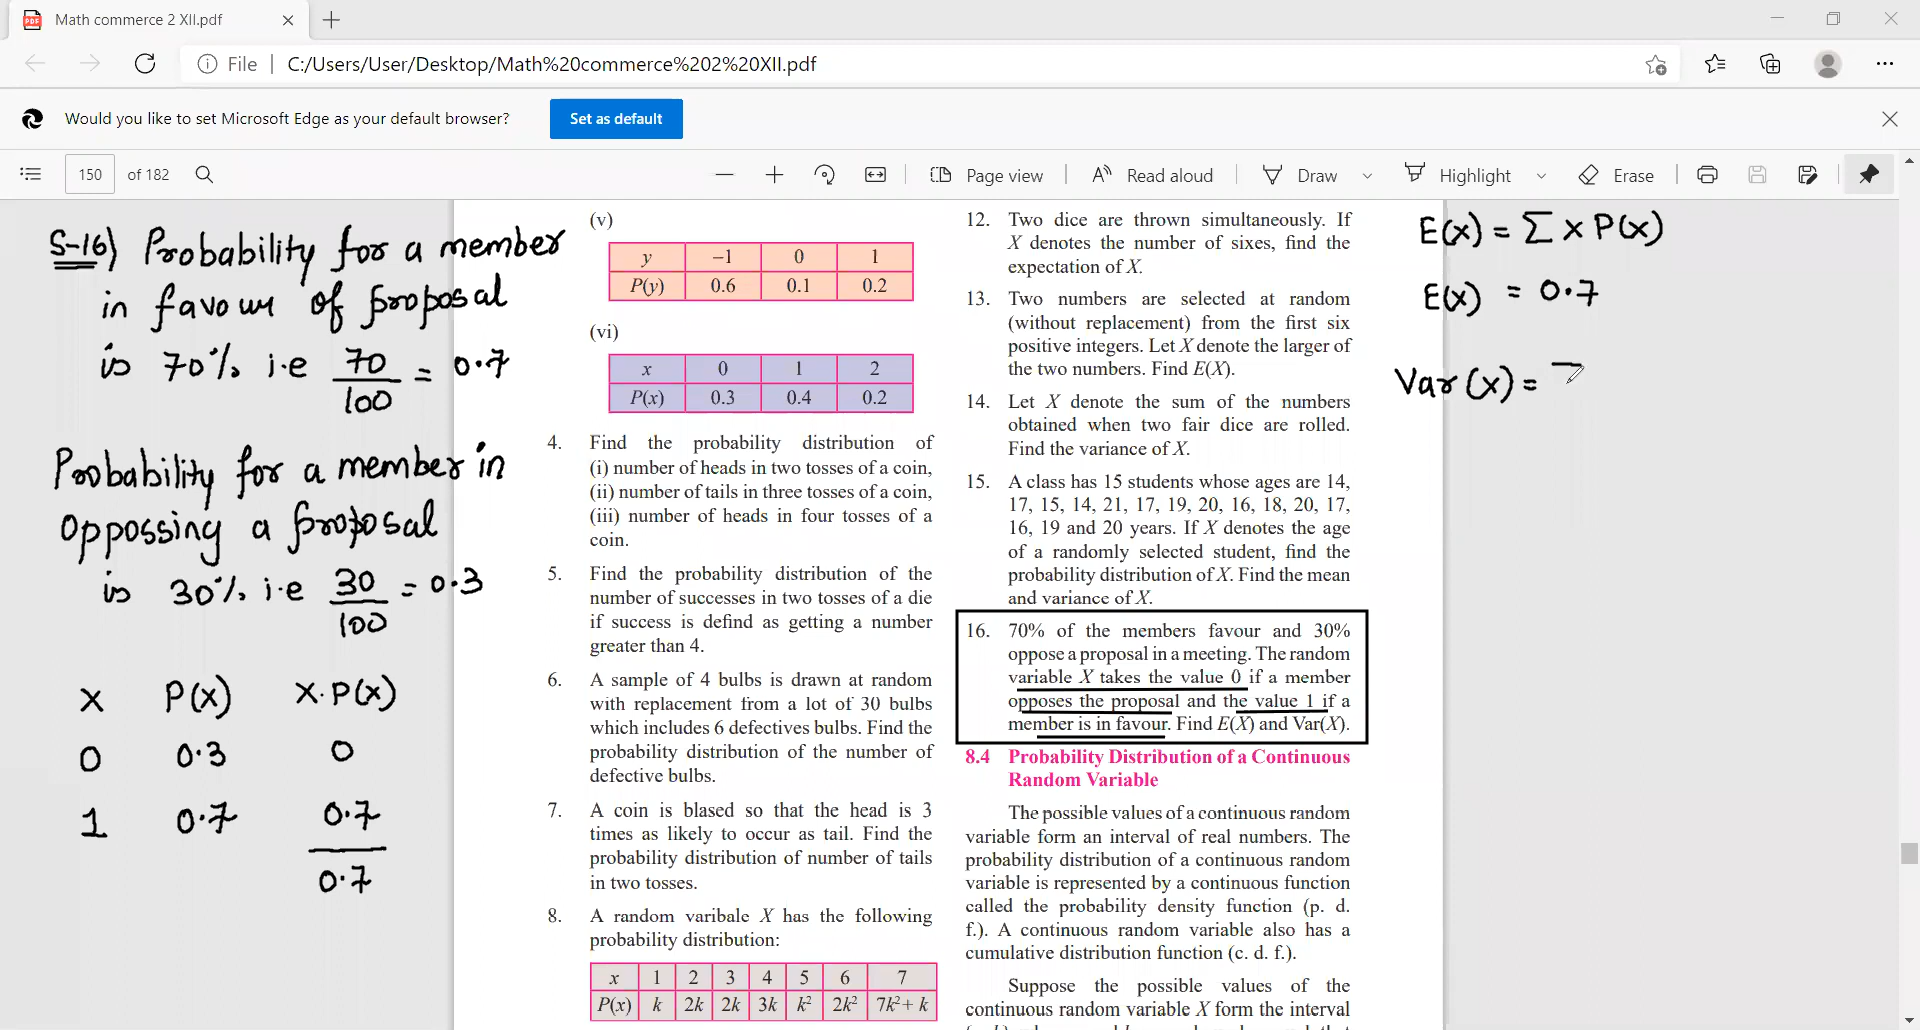 Math commerce 2 XII.pdf
File | C:/Users/User/Desktop/Math%20commerce%202%20XII.pdf
Would you like to set Microsoft Edge as your default browser?
Set as default
150 of 182
Page view
Read aloud
Draw
Highlight
Erase
S-16) Probability for a member
in favour of proposal
is 70% i.e 70/100 = 0.7
Probability for a member in
oppossing a proposal
is 30% i.e 30/100 = 0.3
X P(X) X.P(X)
0 0.3 0
1 0.7 0.7
0.7
(v)
y −1 0 1
P(y) 0.6 0.1 0.2
(vi)
x 0 1 2
P(x) 0.3 0.4 0.2
4. Find the probability distribution of
(i) number of heads in two tosses of a coin,
(ii) number of tails in three tosses of a coin,
(iii) number of heads in four tosses of a
coin.
5. Find the probability distribution of the
number of successes in two tosses of a die
if success is defind as getting a number
greater than 4.
6. A sample of 4 bulbs is drawn at random
with replacement from a lot of 30 bulbs
which includes 6 defectives bulbs. Find the
probability distribution of the number of
defective bulbs.
7. A coin is blased so that the head is 3
times as likely to occur as tail. Find the
probability distribution of number of tails
in two tosses.
8. A random varibale X has the following
probability distribution:
x 1 2 3 4 5 6 7
P(x) k 2k 2k 3k k² 2k² 7k²+ k
12. Two dice are thrown simultaneously. If
X denotes the number of sixes, find the
expectation of X.
13. Two numbers are selected at random
(without replacement) from the first six
positive integers. Let X denote the larger of
the two numbers. Find E(X).
14. Let X denote the sum of the numbers
obtained when two fair dice are rolled.
Find the variance of X.
15. A class has 15 students whose ages are 14,
17, 15, 14, 21, 17, 19, 20, 16, 18, 20, 17,
16, 19 and 20 years. If X denotes the age
of a randomly selected student, find the
probability distribution of X. Find the mean
and variance of X.
16. 70% of the members favour and 30%
oppose a proposal in a meeting. The random
variable X takes the value 0 if a member
opposes the proposal and the value 1 if a
member is in favour. Find E(X) and Var(X).
8.4 Probability Distribution of a Continuous
Random Variable
The possible values of a continuous random
variable form an interval of real numbers. The
probability distribution of a continuous random
variable is represented by a continuous function
called the probability density function (p. d.
f.). A continuous random variable also has a
cumulative distribution function (c. d. f.).
Suppose the possible values of the
continuous random variable X form the interval
E(X) = Σ X P(X)
E(X) = 0.7
Var(X) =